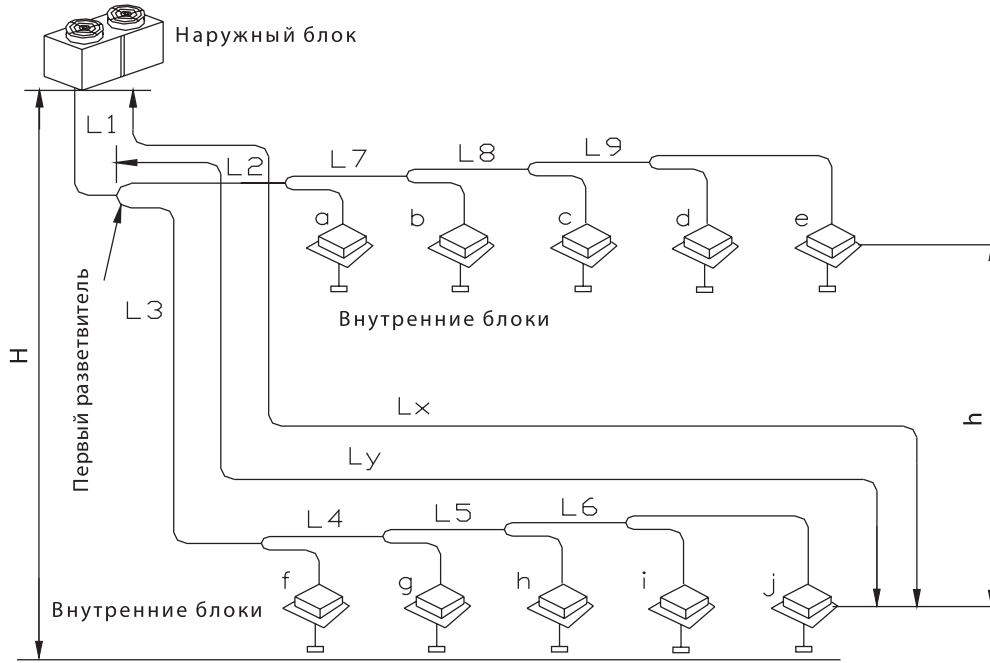 Наружный блок
L1
L2
L7
L8
L9
a
b
c
d
e
Первый разветвитель
L3
Внутренние блоки
H
h
Lx
Ly
L4
L5
L6
f
g
h
i
j
Внутренние блоки